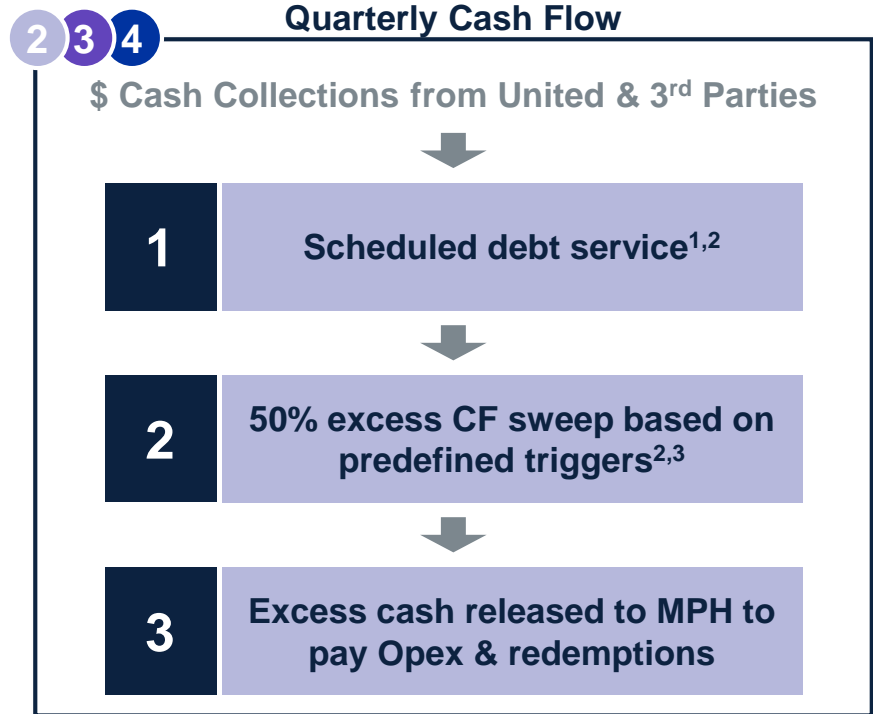 Quarterly Cash Flow
2 3 4
$ Cash Collections from United & 3rd Parties
1
Scheduled debt service1,2
2
50% excess CF sweep based on
predefined triggers2,3
3
Excess cash released to MPH to
pay Opex & redemptions